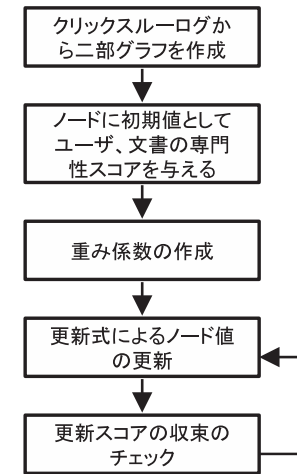 クリックスルーログか
ら二部グラフを作成
ノードに初期値として
ユーザ、文書の専門
性スコアを与える
重み係数の作成
更新式によるノード値
の更新
更新スコアの収束の
チェック